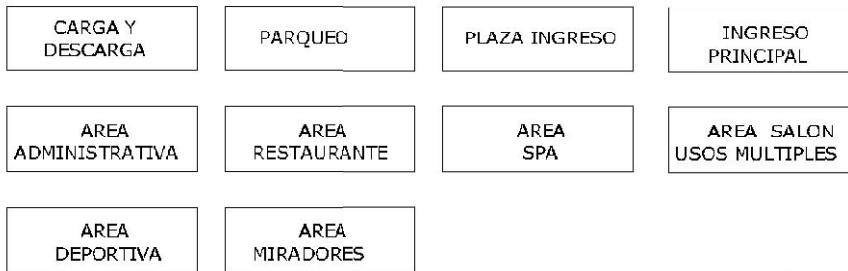 CARGA Y
DESCARGA
PARQUEO
PLAZA INGRESO
INGRESO
PRINCIPAL
AREA
ADMINISTRATIVA
AREA
RESTAURANTE
AREA
SPA
AREA SALON
USOS MULTIPLES
AREA
DEPORTIVA
AREA
MIRADORES